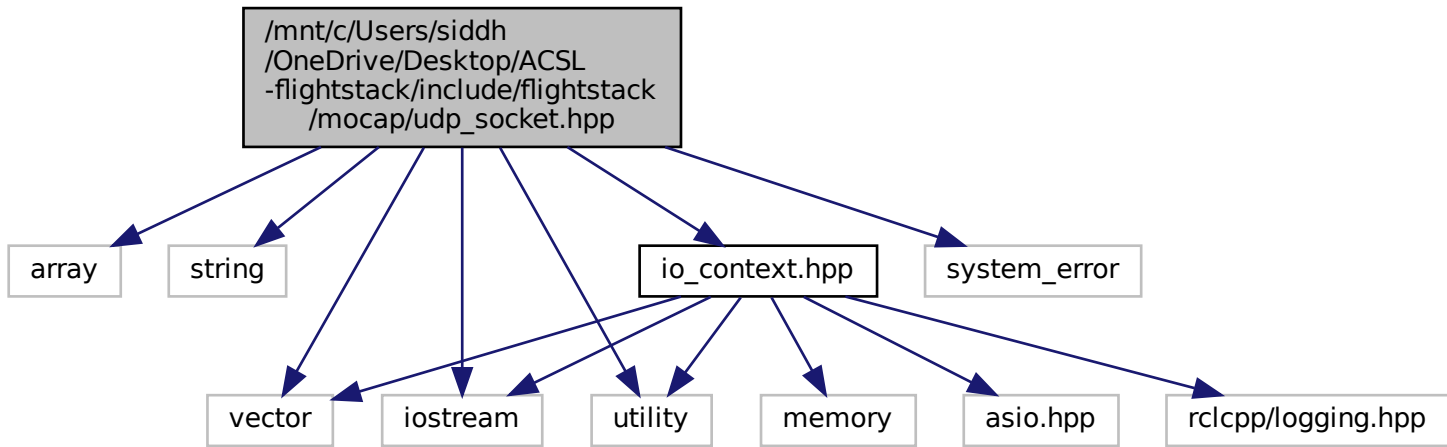 /mnt/c/Users/siddh
/OneDrive/Desktop/ACSL
-flightstack/include/flightstack
/mocap/udp_socket.hpp
array
string
io_context.hpp
system_error
vector
iostream
utility
memory
asio.hpp
rclcpp/logging.hpp